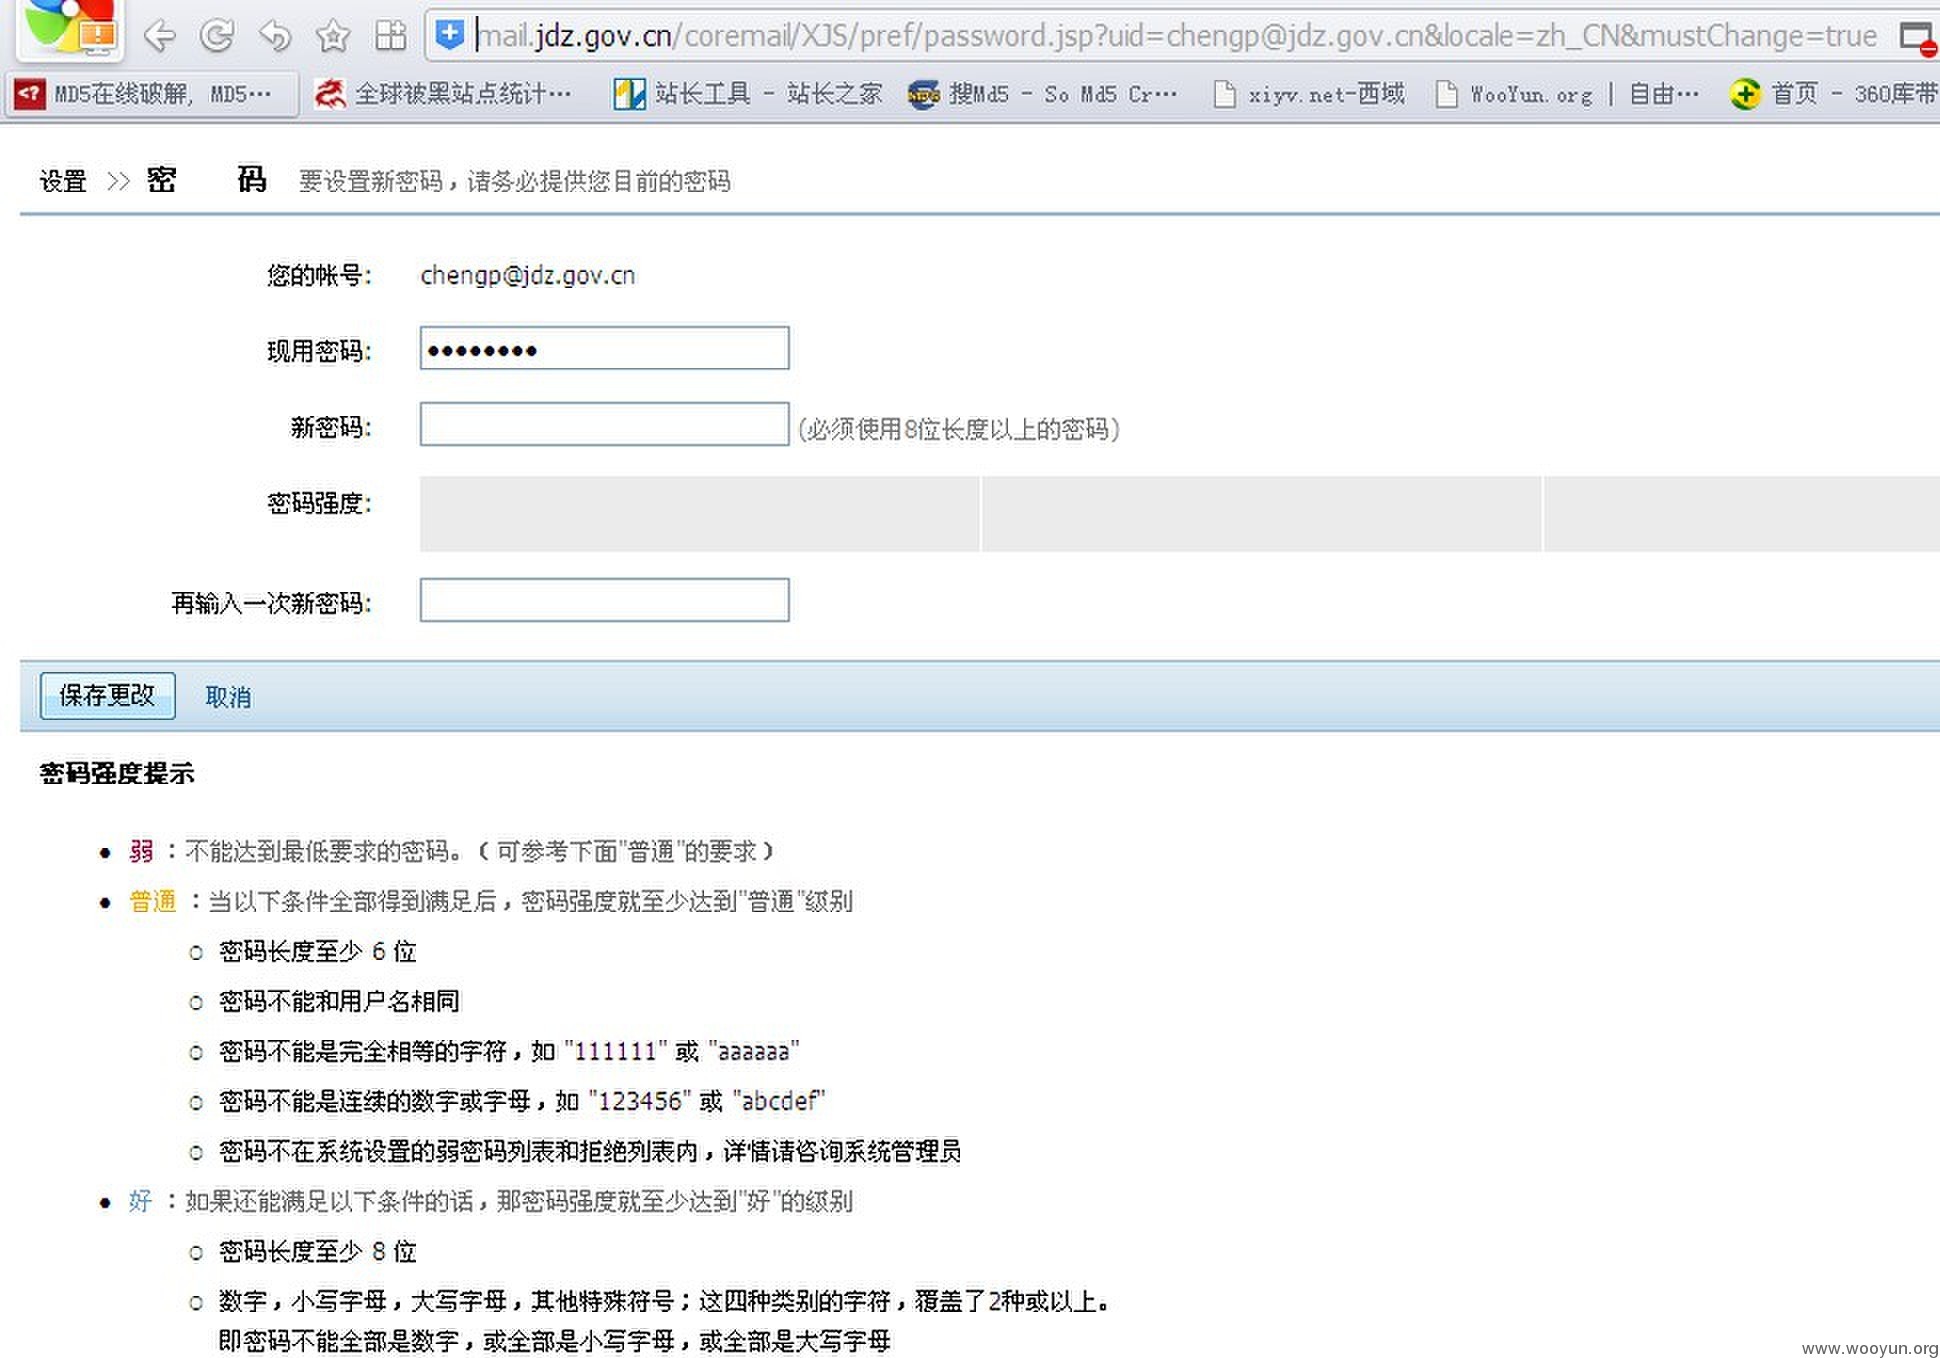 mail.jdz.gov.cn/coremail/XJS/pref/password.jsp?uid=chengp@jdz.gov.cn&locale=zh_CN&mustChange=true
MD5在线破解, MD5… 全球被黑站点统计… 站长工具 - 站长之家 搜Md5 - So Md5 Cr… xiyv.net-西域 WooYun.org | 自由… 首页 - 360库带
设置 >> 密 码 要设置新密码，请务必提供您目前的密码
您的帐号: chengp@jdz.gov.cn
现用密码: ●●●●●●●●
新密码: (必须使用8位长度以上的密码)
密码强度:
再输入一次新密码:
保存更改 取消
密码强度提示
● 弱 ：不能达到最低要求的密码。（可参考下面"普通"的要求）
● 普通 ：当以下条件全部得到满足后，密码强度就至少达到"普通"级别
○ 密码长度至少 6 位
○ 密码不能和用户名相同
○ 密码不能是完全相等的字符，如 "111111" 或 "aaaaaa"
○ 密码不能是连续的数字或字母，如 "123456" 或 "abcdef"
○ 密码不在系统设置的弱密码列表和拒绝列表内，详情请咨询系统管理员
● 好 ：如果还能满足以下条件的话，那密码强度就至少达到"好"的级别
○ 密码长度至少 8 位
○ 数字，小写字母，大写字母，其他特殊符号；这四种类别的字符，覆盖了2种或以上。
即密码不能全部是数字，或全部是小写字母，或全部是大写字母
www.wooyun.org